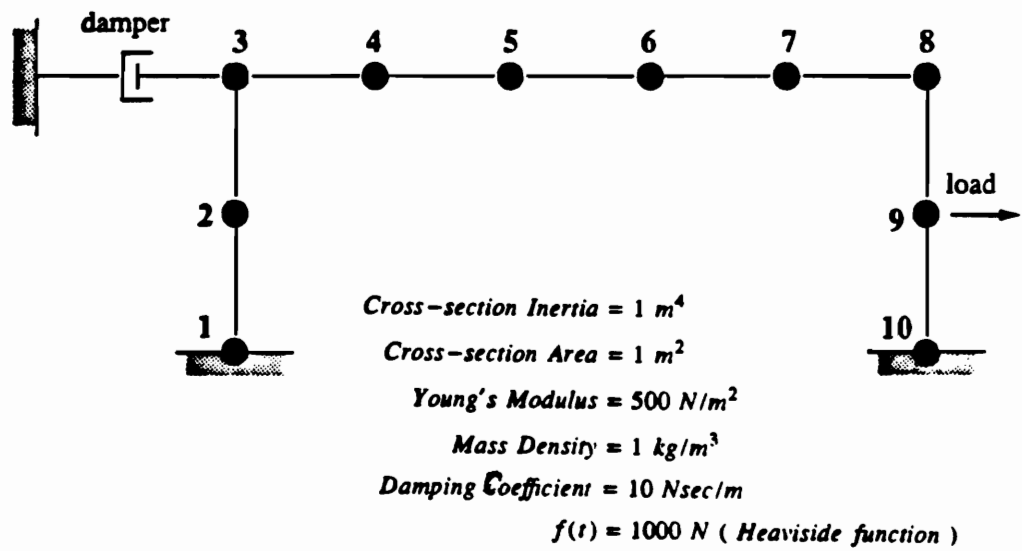 damper
3 4 5 6 7 8
load
2 9
1 10
Cross-section Inertia = 1 m⁴
Cross-section Area = 1 m²
Young's Modulus = 500 N/m²
Mass Density = 1 kg/m³
Damping Coefficient = 10 Nsec/m
f(t) = 1000 N ( Heaviside function )